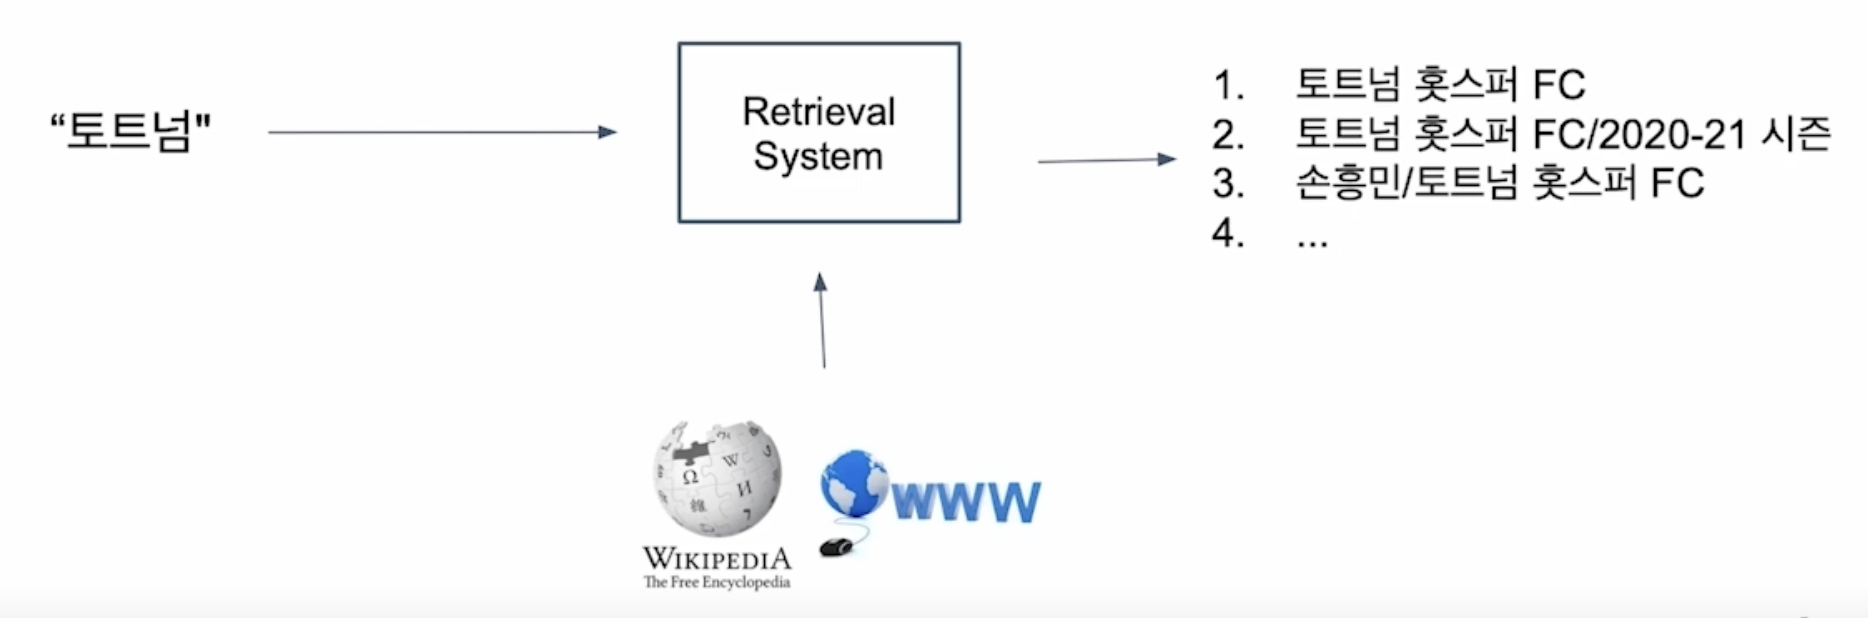 “토트넘"
Retrieval
System
1. 토트넘 홋스퍼 FC
2. 토트넘 홋스퍼 FC/2020-21 시즌
3. 손흥민/토트넘 홋스퍼 FC
4. ...
Ω W
И
WIKIPEDIA
The Free Encyclopedia
WWW